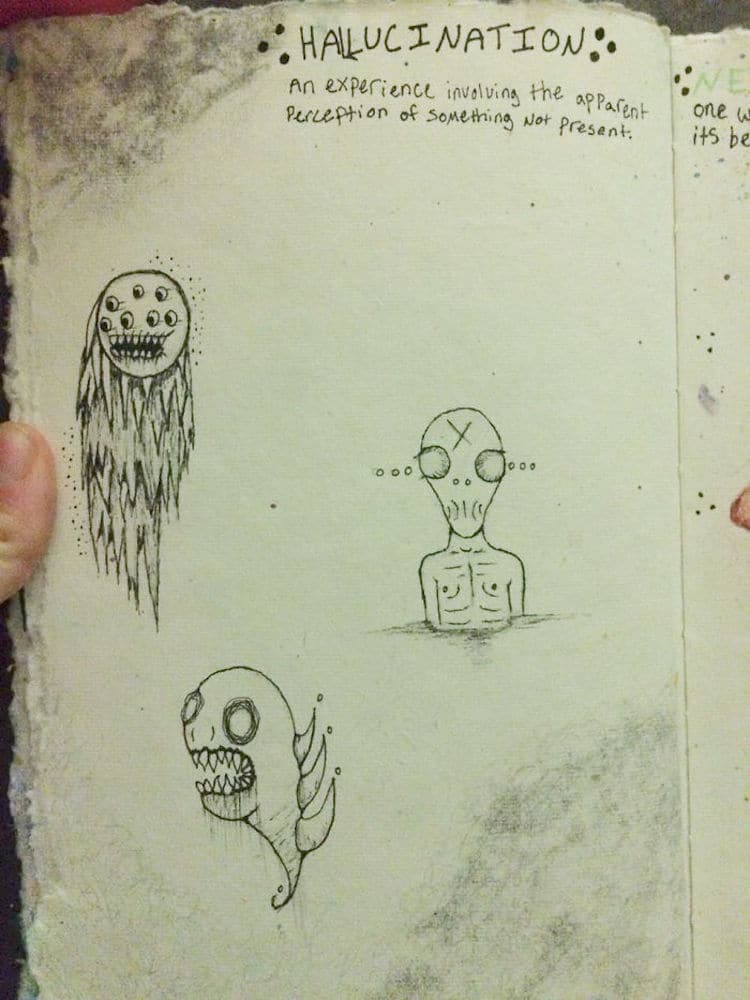 HALLUCINATION
An experience involving the apparent
Perception of something Not present.
NE
one w
its be